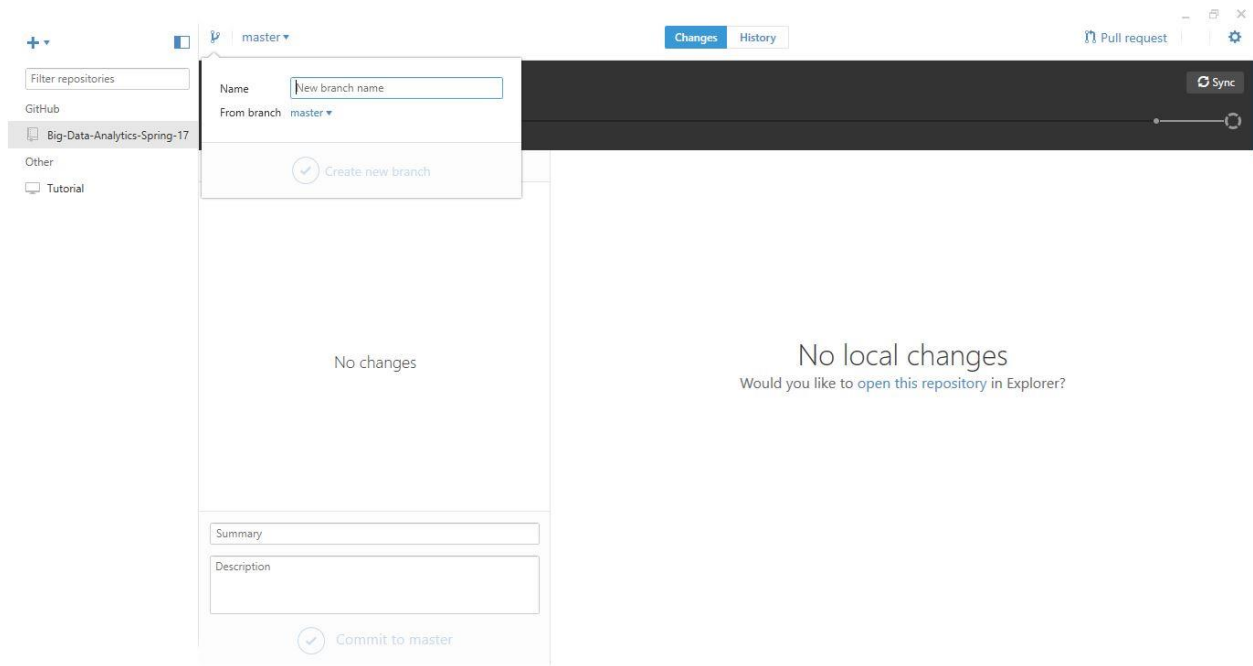 master
Changes
History
Pull request
Filter repositories
GitHub
Big-Data-Analytics-Spring-17
Other
Tutorial
Name
New branch name
From branch master
Create new branch
Sync
No changes
No local changes
Would you like to open this repository in Explorer?
Summary
Description
Commit to master